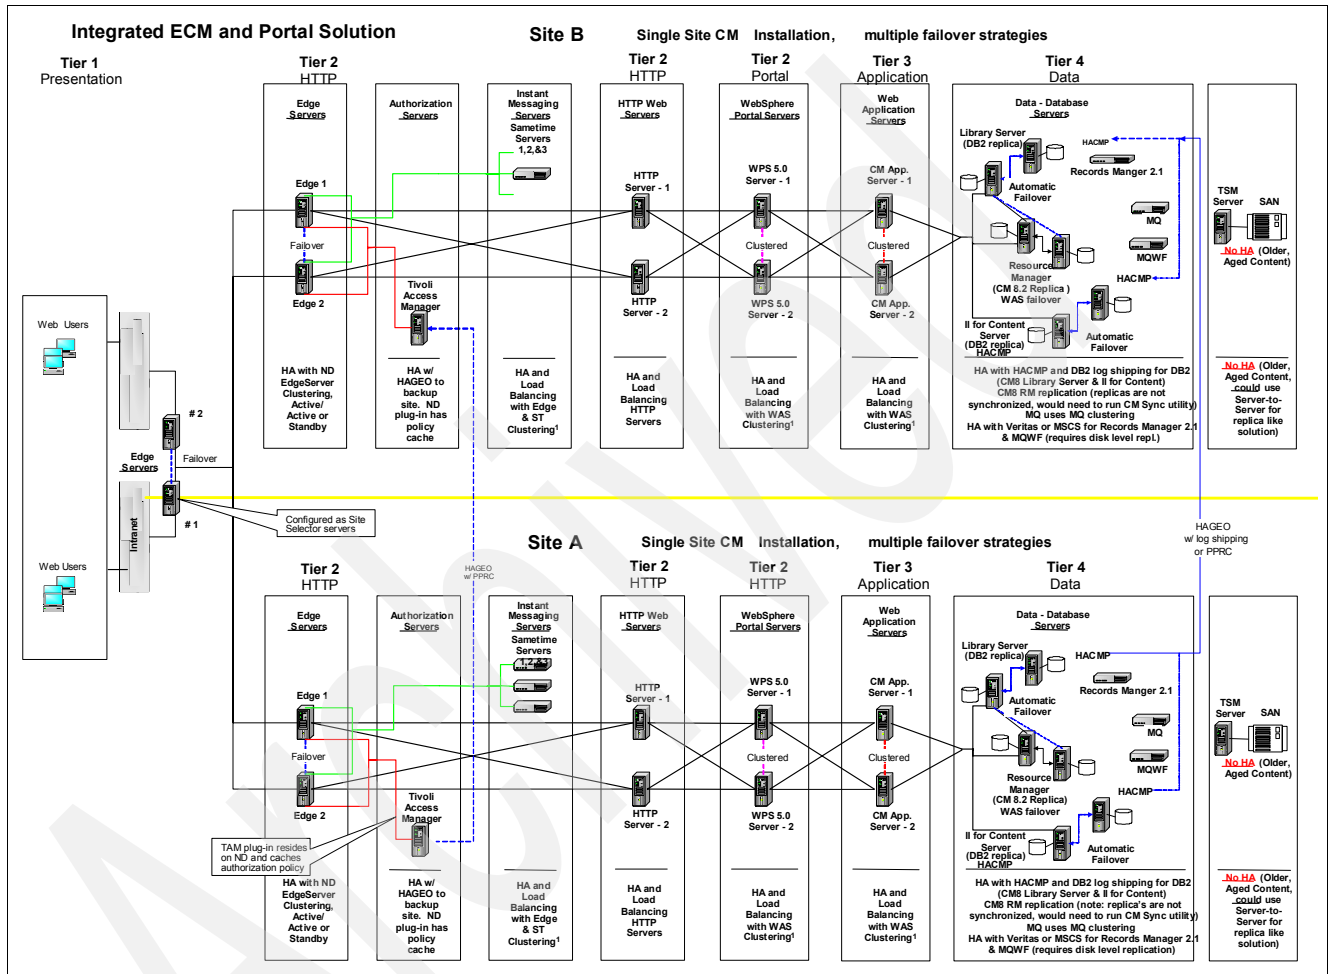 Integrated ECM and Portal Solution
Site B
Single Site CM Installation, multiple failover strategies
Tier 1
Presentation
Tier 2
HTTP
Tier 2
HTTP
Tier 2
Portal
Tier 3
Application
Tier 4
Data
Edge
Servers
Authorization
Servers
Instant
Messaging
Servers
Sametime
Servers
1,2,&3
HTTP Web
Servers
WebSphere
Portal Servers
Web
Application
Servers
Data - Database
Servers
Edge 1
Failover
Edge 2
Tivoli
Access
Manager
HTTP
Server - 1
HTTP
Server - 2
WPS 5.0
Server - 1
Clustered
WPS 5.0
Server - 2
CM App.
Server - 1
Clustered
CM App.
Server - 2
Library Server
(DB2 replica)
HACMP
Records Manger 2.1
Automatic
Failover
MQ
MQWF
Resource
Manager
(CM 8.2 Replica )
WAS failover
HACMP
II for Content
Server
(DB2 replica)
HACMP
Automatic
Failover
TSM
Server
SAN
No HA (Older,
Aged Content)
HA with ND
EdgeServer
Clustering,
Active/
Active or
Standby
HA w/
HAGEO to
backup
site. ND
plug-in has
policy
cache
HA and
Load
Balancing
with Edge
& ST
Clustering1
HA and
Load
Balancing
HTTP
Servers
HA and
Load
Balancing
with WAS
Clustering1
HA and
Load
Balancing
with WAS
Clustering1
HA with HACMP and DB2 log shipping for DB2
(CM8 Library Server & II for Content)
CM8 RM replication (replicas are not
synchronized, would need to run CM Sync utility)
MQ uses MQ clustering
HA with Veritas or MSCS for Records Manager 2.1
& MQWF (requires disk level repl.)
No HA (Older,
Aged Content,
could use
Server-to-
Server for
replica like
solution)
Web Users
# 2
Edge
Servers
Failover
# 1
Intranet
Web Users
Configured as Site
Selector servers
HAGEO
w/ PPRC
HAGEO
w/ log shipping
or PPRC
Site A
Single Site CM Installation, multiple failover strategies
Tier 2
HTTP
Tier 2
HTTP
Tier 2
HTTP
Tier 3
Application
Tier 4
Data
Edge
Servers
Authorization
Servers
Instant
Messaging
Servers
Sametime
Servers
1,2,&3
HTTP Web
Servers
WebSphere
Portal Servers
Web
Application
Servers
Data - Database
Servers
Edge 1
Failover
Edge 2
Tivoli
Access
Manager
HTTP
Server - 1
HTTP
Server - 2
WPS 5.0
Server - 1
Clustered
WPS 5.0
Server - 2
CM App.
Server - 1
Clustered
CM App.
Server - 2
Library Server
(DB2 replica)
HACMP
Records Manger 2.1
Automatic
Failover
MQ
MQWF
Resource
Manager
(CM 8.2 Replica)
WAS failover
HACMP
II for Content
Server
(DB2 replica)
HACMP
Automatic
Failover
TSM
Server
SAN
No HA (Older,
Aged Content)
TAM plug-in resides
on ND and caches
authorization policy
HA with ND
EdgeServer
Clustering,
Active/
Active or
Standby
HA w/
HAGEO to
backup
site. ND
plug-in has
policy
cache
HA and
Load
Balancing
with Edge
& ST
Clustering1
HA and
Load
Balancing
HTTP
Servers
HA and
Load
Balancing
with WAS
Clustering1
HA and
Load
Balancing
with WAS
Clustering1
HA with HACMP and DB2 log shipping for DB2
(CM8 Library Server & II for Content)
CM8 RM replication (note: replica's are not
synchronized, would need to run CM Sync utility)
MQ uses MQ clustering
HA with Veritas or MSCS for Records Manager 2.1
& MQWF (requires disk level replication)
No HA (Older,
Aged Content,
could use
Server-to-
Server for
replica like
solution)
Archived